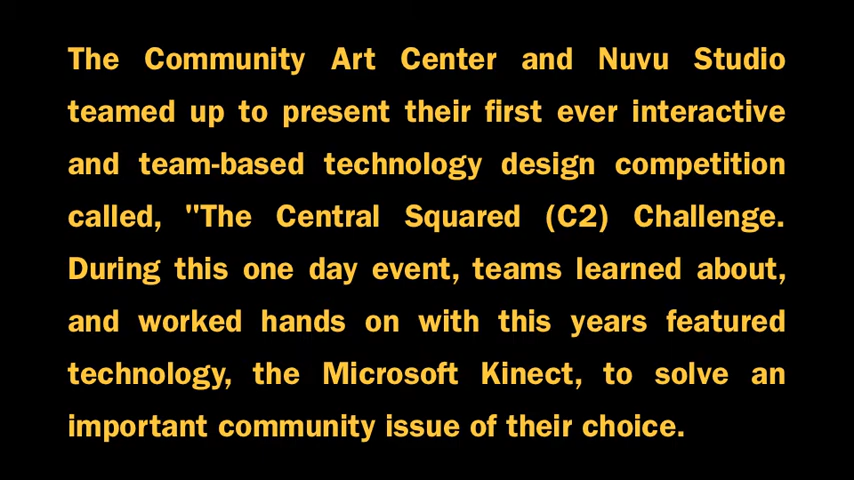 The Community Art Center and Nuvu Studio
teamed up to present their first ever interactive
and team-based technology design competition
called, "The Central Squared (C2) Challenge.
During this one day event, teams learned about,
and worked hands on with this years featured
technology, the Microsoft Kinect, to solve an
important community issue of their choice.